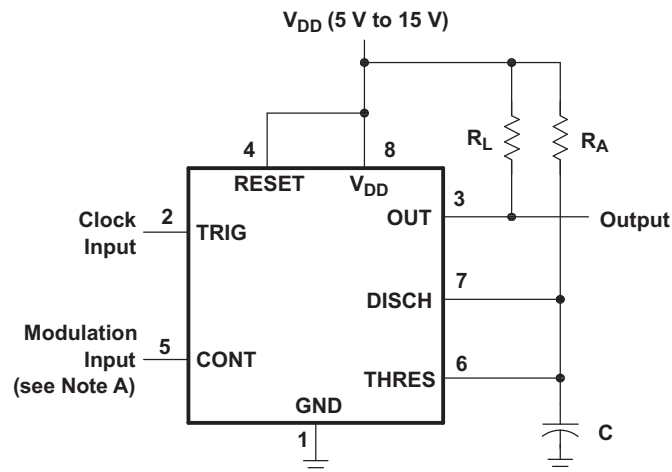 V_DD (5 V to 15 V)
4
8
R_L
R_A
RESET
V_DD
3
Clock
Input
2
TRIG
OUT
Output
7
DISCH
Modulation
Input
(see Note A)
5
CONT
6
THRES
GND
1
C